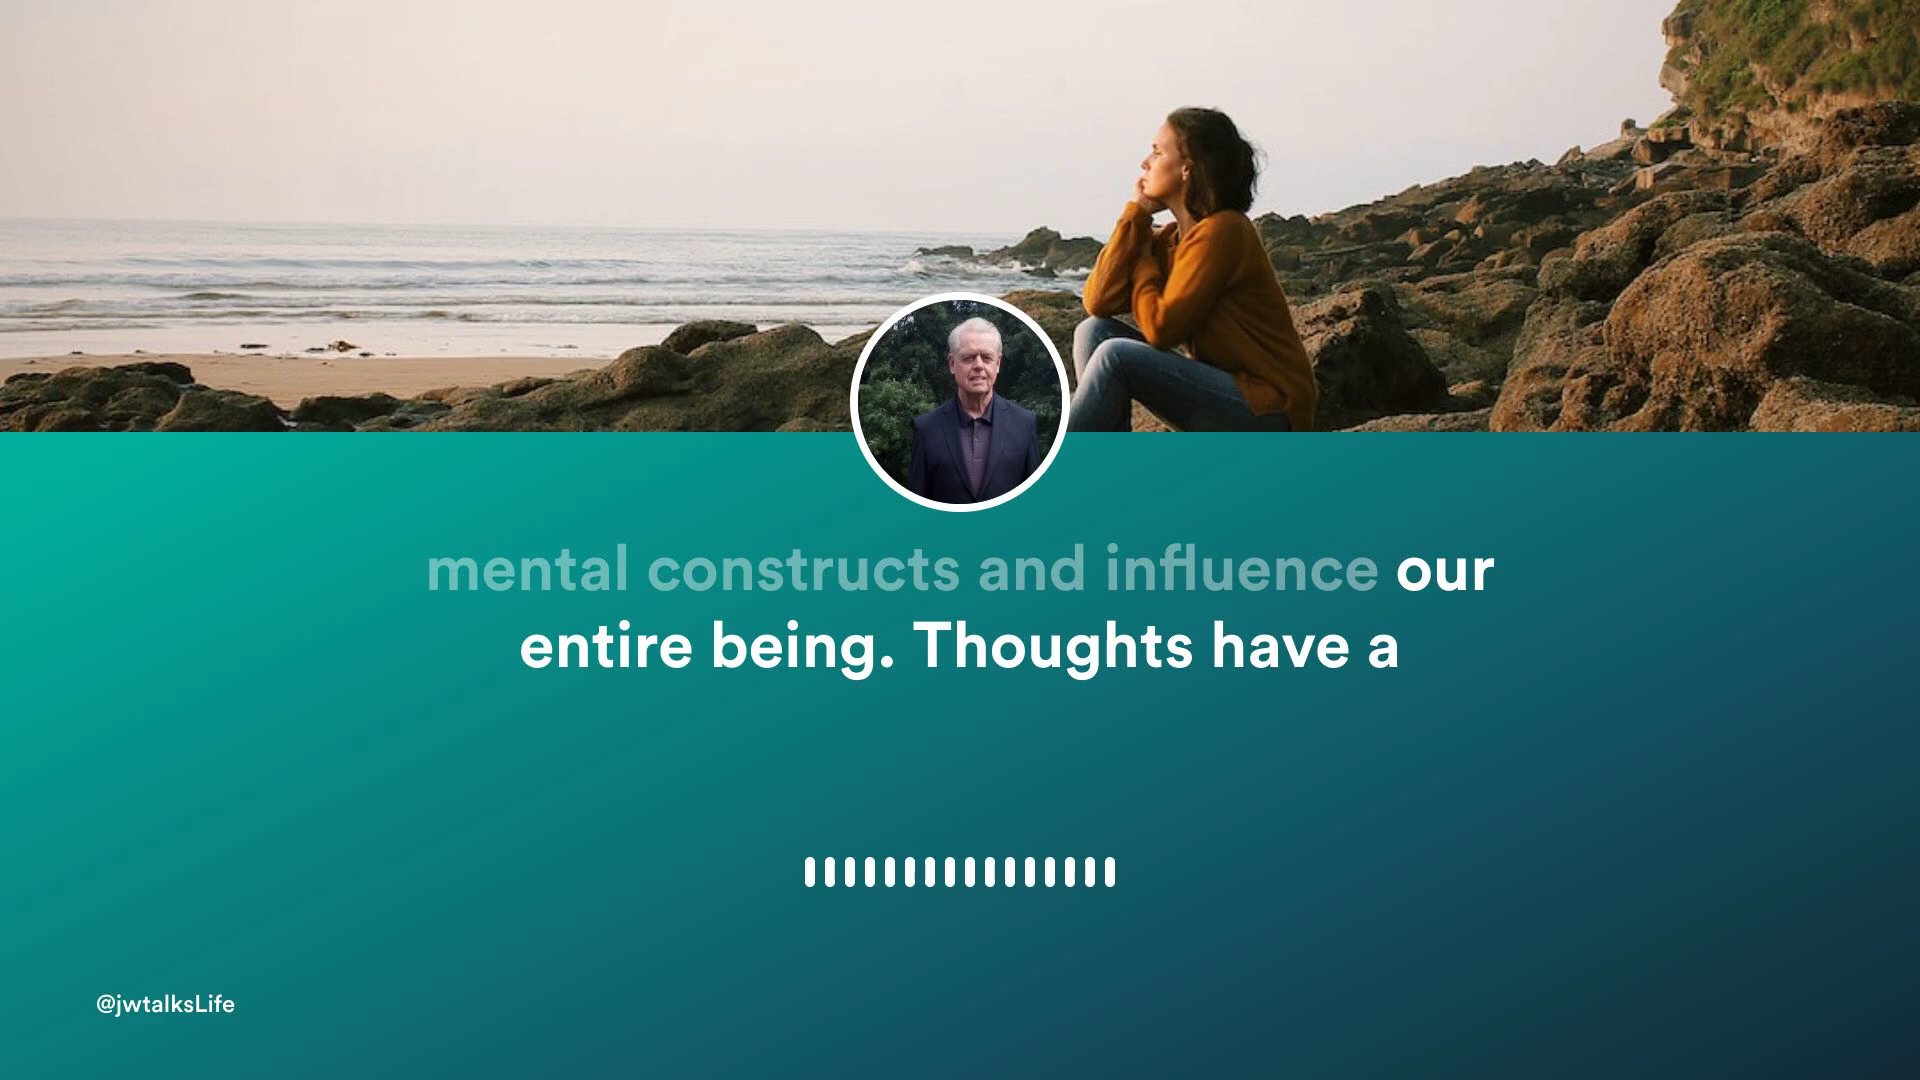 mental constructs and influence our
entire being. Thoughts have a
@jwtalksLife